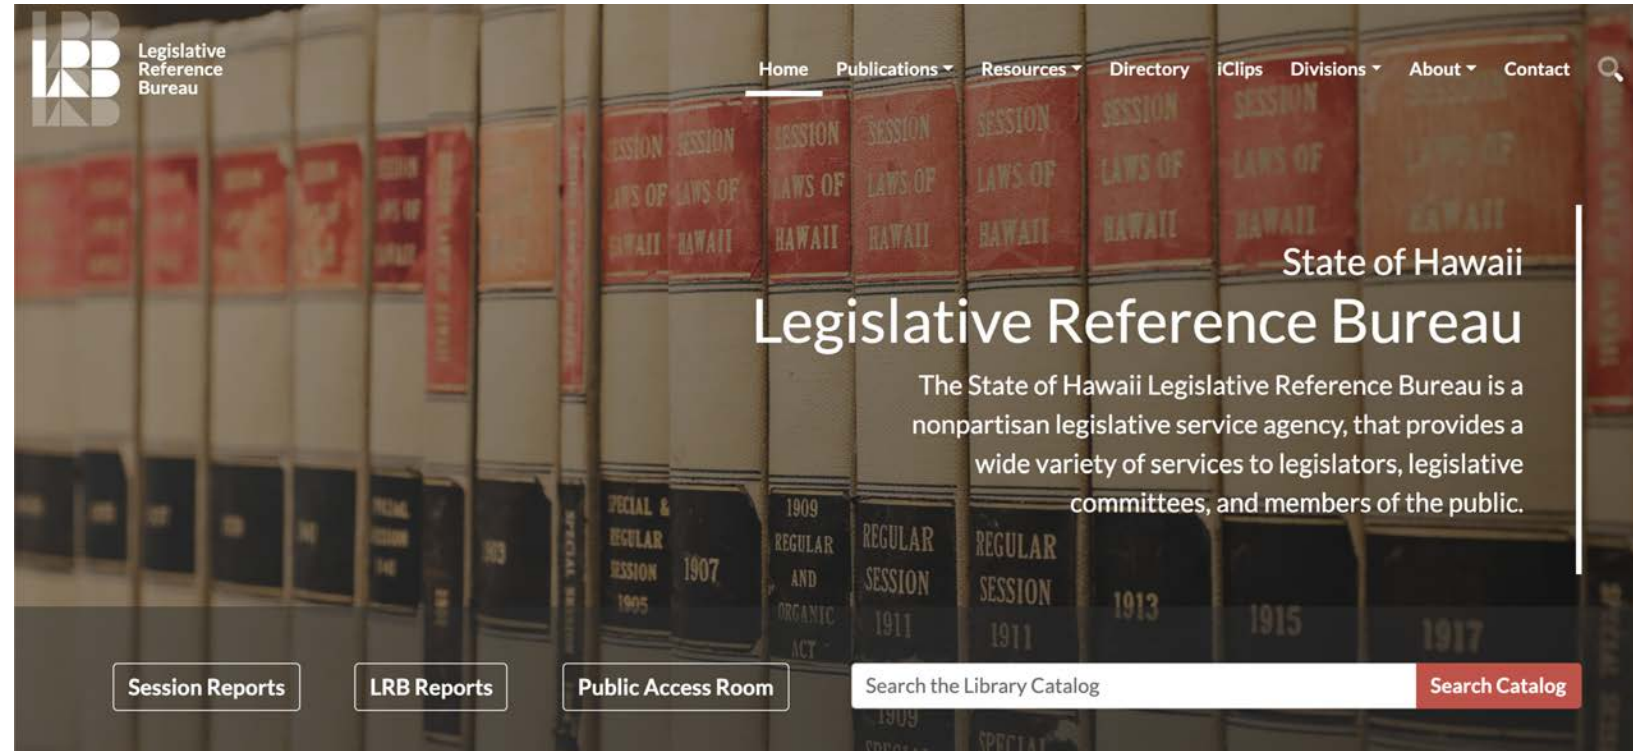 LRB
Legislative
Reference
Bureau
Home Publications Resources Directory iClips Divisions About Contact
SESSION LAWS OF HAWAII
SESSION LAWS OF HAWAII
SESSION LAWS OF HAWAII
SESSION LAWS OF HAWAII
SESSION LAWS OF HAWAII
SESSION LAWS OF HAWAII
SESSION LAWS OF HAWAII
State of Hawaii
Legislative Reference Bureau
The State of Hawaii Legislative Reference Bureau is a
nonpartisan legislative service agency, that provides a
wide variety of services to legislators, legislative
committees, and members of the public.
SPECIAL &
REGULAR
SESSION
1905
1907
1909
REGULAR
AND
ORGANIC
ACT
REGULAR
SESSION
1911
REGULAR
SESSION
1911
1913
1915
1917
Session Reports
LRB Reports
Public Access Room
Search the Library Catalog
Search Catalog
1909
SPECIAL